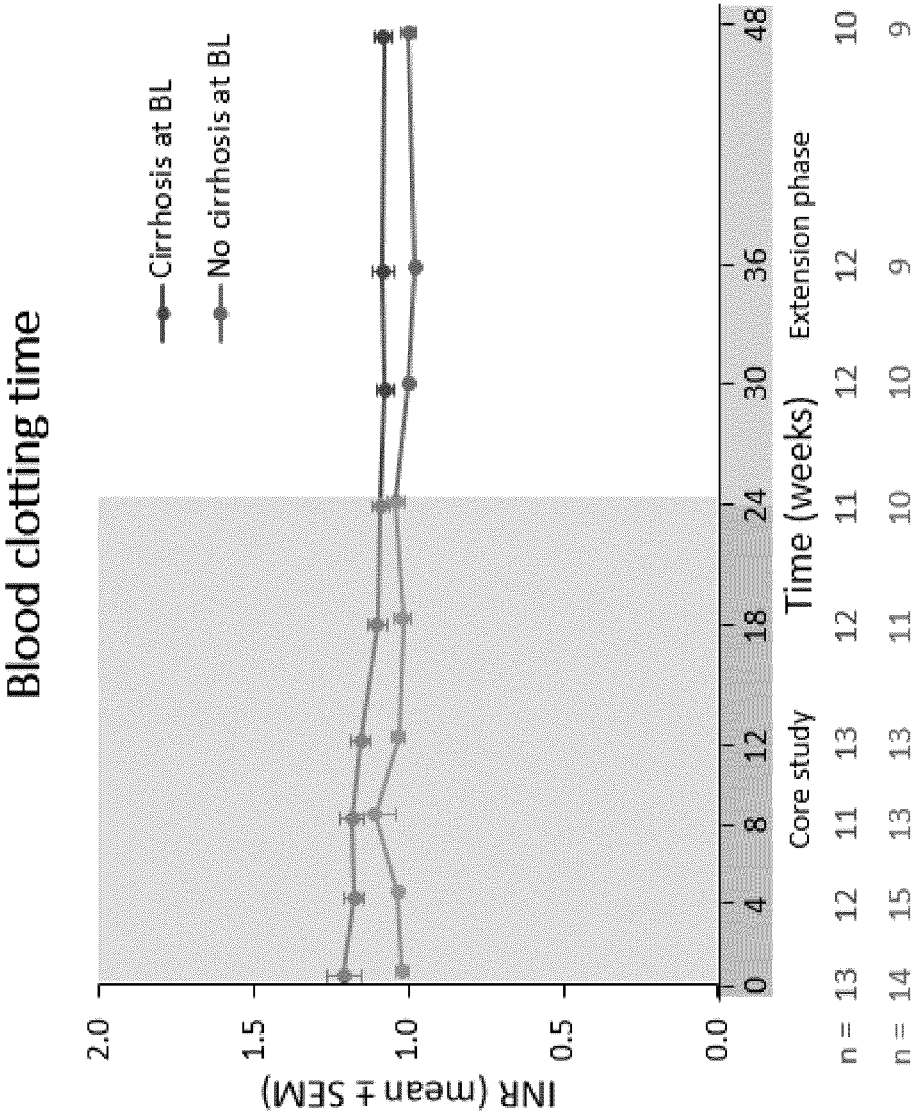 Blood clotting time
Cirrhosis at BL
No cirrhosis at BL
2.0
1.5
1.0
0.5
0.0
INR (mean ± SEM)
0 4 8 12 18 24 30 36 48
Core study Extension phase
Time (weeks)
n = 13 12 11 13 12 11 12 12 10
n = 14 15 13 13 11 10 10 9 9